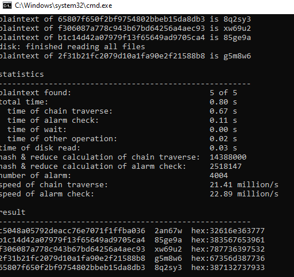 C:\Windows\system32\cmd.exe
plaintext of 65807f650f2bf9754802bbeb15da8db3 is 8q2sy3
plaintext of f306087a778c943b67bd64256a4aec93 is xw69u2
plaintext of b1c14d42a07979f13f65649ad9705ca4 is 85ge9a
disk: finished reading all files
plaintext of 2f31b21fc2079d10a1fa90e2f21588b8 is g5m8w6
statistics
plaintext found: 5 of 5
total time: 0.80 s
time of chain traverse: 0.67 s
time of alarm check: 0.11 s
time of wait: 0.00 s
time of other operation: 0.02 s
time of disk read: 0.03 s
hash & reduce calculation of chain traverse: 14388000
hash & reduce calculation of alarm check: 2518147
number of alarm: 4004
speed of chain traverse: 21.41 million/s
speed of alarm check: 22.89 million/s
result
c5048a05792deacc76e7071f1ffba036 2an67w hex:32616e363777
b1c14d42a07979f13f65649ad9705ca4 85ge9a hex:383567653961
f306087a778c943b67bd64256a4aec93 xw69u2 hex:787736397532
2f31b21fc2079d10a1fa90e2f21588b8 g5m8w6 hex:67356d387736
65807f650f2bf9754802bbeb15da8db3 8q2sy3 hex:387132737933